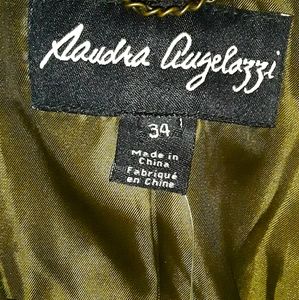 Sandra Angelozzi
34
Made in
China
Fabriqué
en Chine